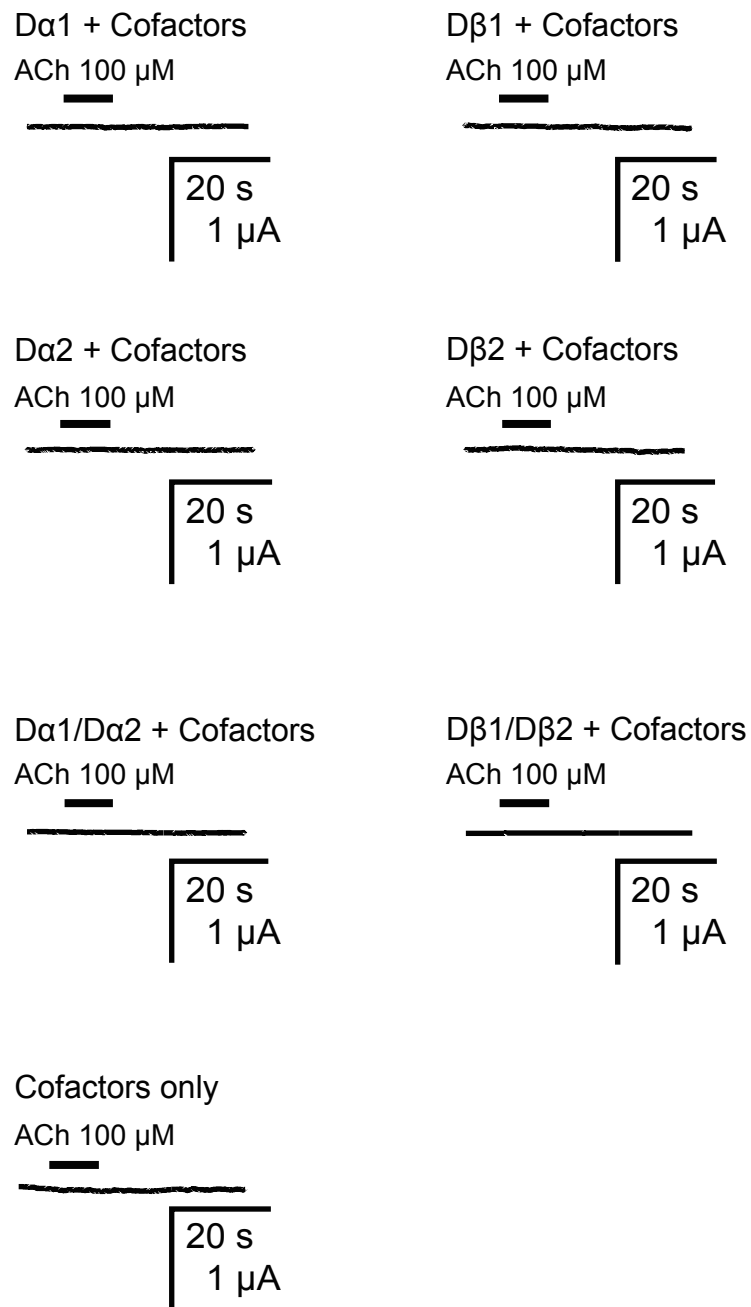 Dα1 + Cofactors
ACh 100 μM
20 s
1 μA
Dβ1 + Cofactors
ACh 100 μM
20 s
1 μA
Dα2 + Cofactors
ACh 100 μM
20 s
1 μA
Dβ2 + Cofactors
ACh 100 μM
20 s
1 μA
Dα1/Dα2 + Cofactors
ACh 100 μM
20 s
1 μA
Dβ1/Dβ2 + Cofactors
ACh 100 μM
20 s
1 μA
Cofactors only
ACh 100 μM
20 s
1 μA